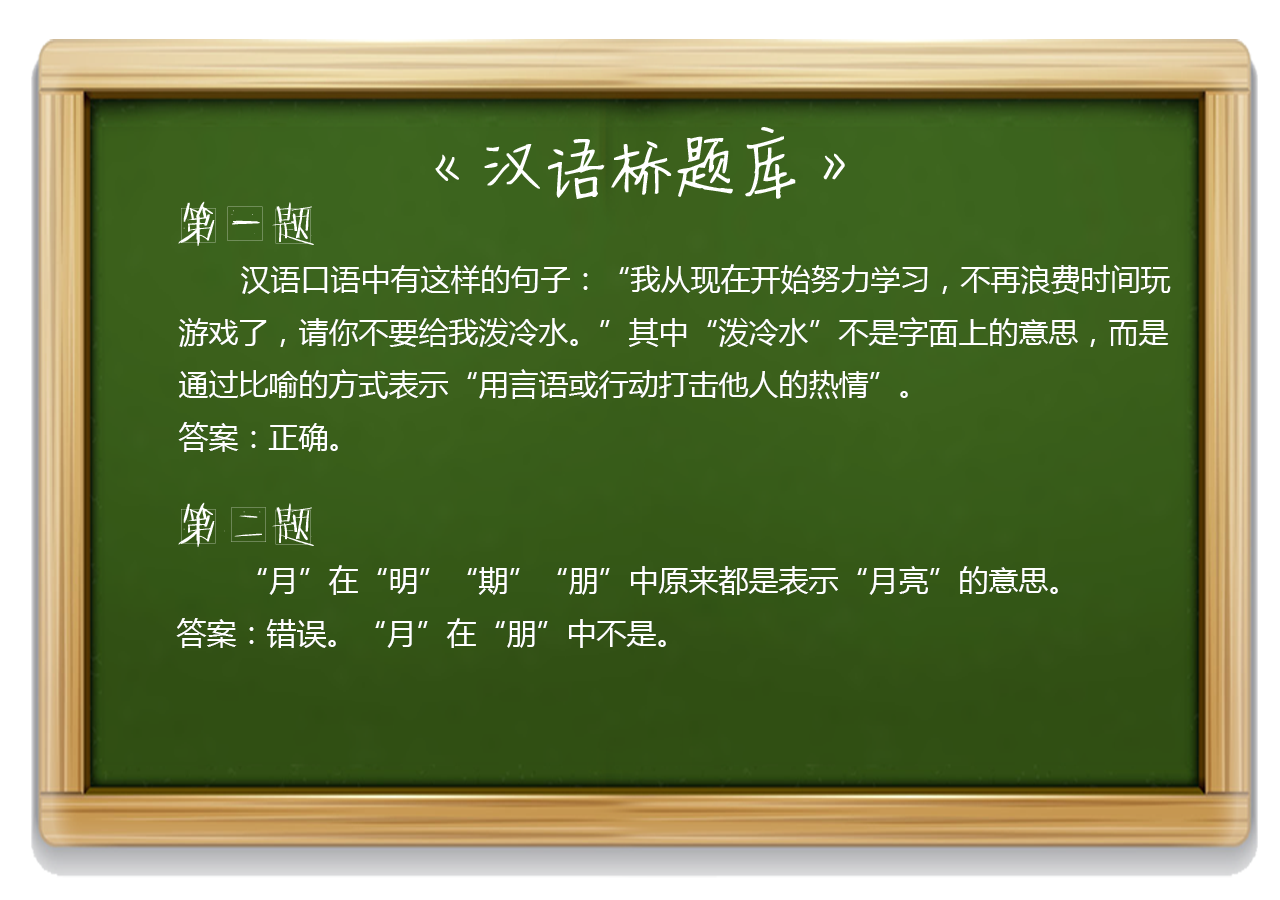 《汉语桥题库》
第一题
汉语口语中有这样的句子：“我从现在开始努力学习，不再浪费时间玩
游戏了，请你不要给我泼冷水。”其中“泼冷水”不是字面上的意思，而是
通过比喻的方式表示“用言语或行动打击他人的热情”。
答案：正确。
第二题
“月”在“明”“期”“朋”中原来都是表示“月亮”的意思。
答案：错误。“月”在“朋”中不是。